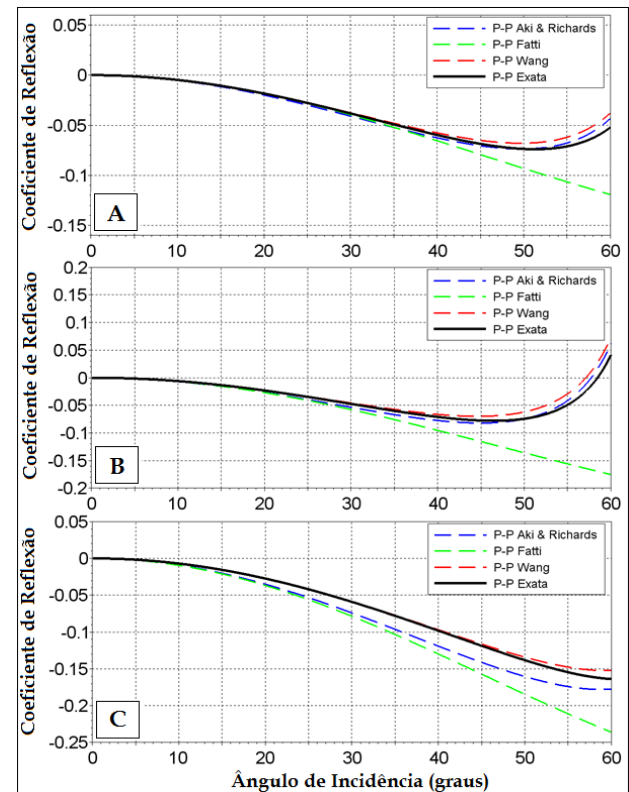 Coeficiente de Reflexão
0
-0.05
-0.1
-0.15
P-P Aki & Richards
P-P Fatti
P-P Wang
P-P Exata
A
0 10 20 30 40 50 60
Coeficiente de Reflexão
0.2
0.15
0.1
0.05
0
-0.05
-0.1
-0.15
-0.2
P-P Aki & Richards
P-P Fatti
P-P Wang
P-P Exata
B
0 10 20 30 40 50 60
Coeficiente de Reflexão
0.05
0
-0.05
-0.1
-0.15
-0.2
-0.25
P-P Aki & Richards
P-P Fatti
P-P Wang
P-P Exata
C
0 10 20 30 40 50 60
Ângulo de Incidência (graus)